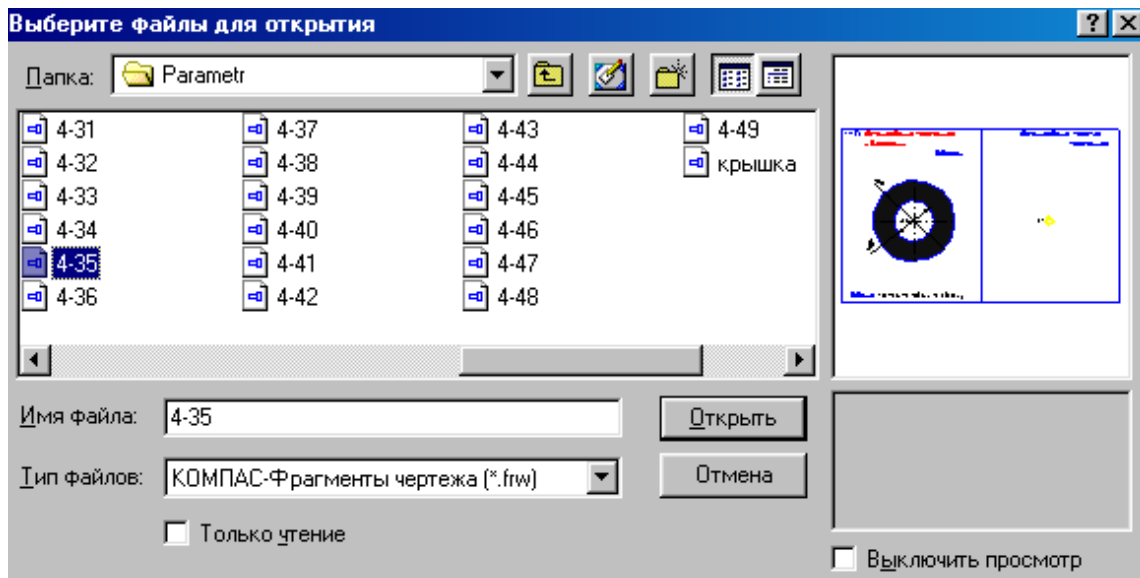 Выберите файлы для открытия
Папка: Parametr
4-31 4-37 4-43 4-49
4-32 4-38 4-44 крышка
4-33 4-39 4-45
4-34 4-40 4-46
4-35 4-41 4-47
4-36 4-42 4-48
Имя файла: 4-35 Открыть
Тип файлов: КОМПАС-Фрагменты чертежа (*.frw) Отмена
Только чтение
Выключить просмотр